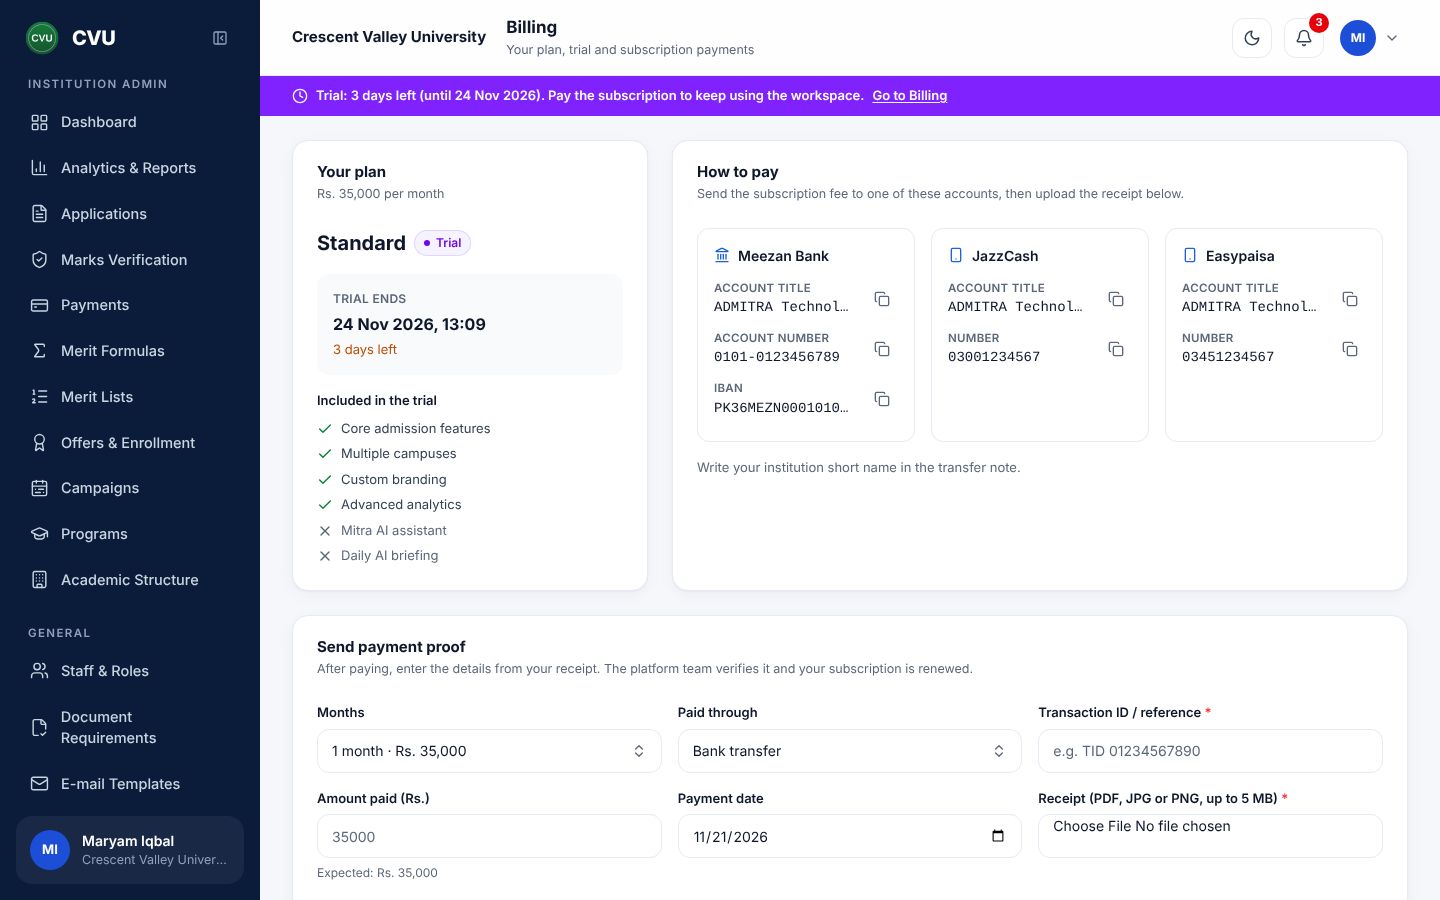 CVU
CVU
INSTITUTION ADMIN
Dashboard
Analytics & Reports
Applications
Marks Verification
Payments
Merit Formulas
Merit Lists
Offers & Enrollment
Campaigns
Programs
Academic Structure
GENERAL
Staff & Roles
Document
Requirements
E-mail Templates
MI
Maryam Iqbal
Crescent Valley Univer...
Crescent Valley University
Billing
Your plan, trial and subscription payments
3
MI
Trial: 3 days left (until 24 Nov 2026). Pay the subscription to keep using the workspace. Go to Billing
Your plan
Rs. 35,000 per month
Standard
Trial
TRIAL ENDS
24 Nov 2026, 13:09
3 days left
Included in the trial
Core admission features
Multiple campuses
Custom branding
Advanced analytics
Mitra AI assistant
Daily AI briefing
How to pay
Send the subscription fee to one of these accounts, then upload the receipt below.
Meezan Bank
ACCOUNT TITLE
ADMITRA Technol…
ACCOUNT NUMBER
0101-0123456789
IBAN
PK36MEZN0001010…
JazzCash
ACCOUNT TITLE
ADMITRA Technol…
NUMBER
03001234567
Easypaisa
ACCOUNT TITLE
ADMITRA Technol…
NUMBER
03451234567
Write your institution short name in the transfer note.
Send payment proof
After paying, enter the details from your receipt. The platform team verifies it and your subscription is renewed.
Months
1 month · Rs. 35,000
Paid through
Bank transfer
Transaction ID / reference *
e.g. TID 01234567890
Amount paid (Rs.)
35000
Expected: Rs. 35,000
Payment date
11/21/2026
Receipt (PDF, JPG or PNG, up to 5 MB) *
Choose File No file chosen